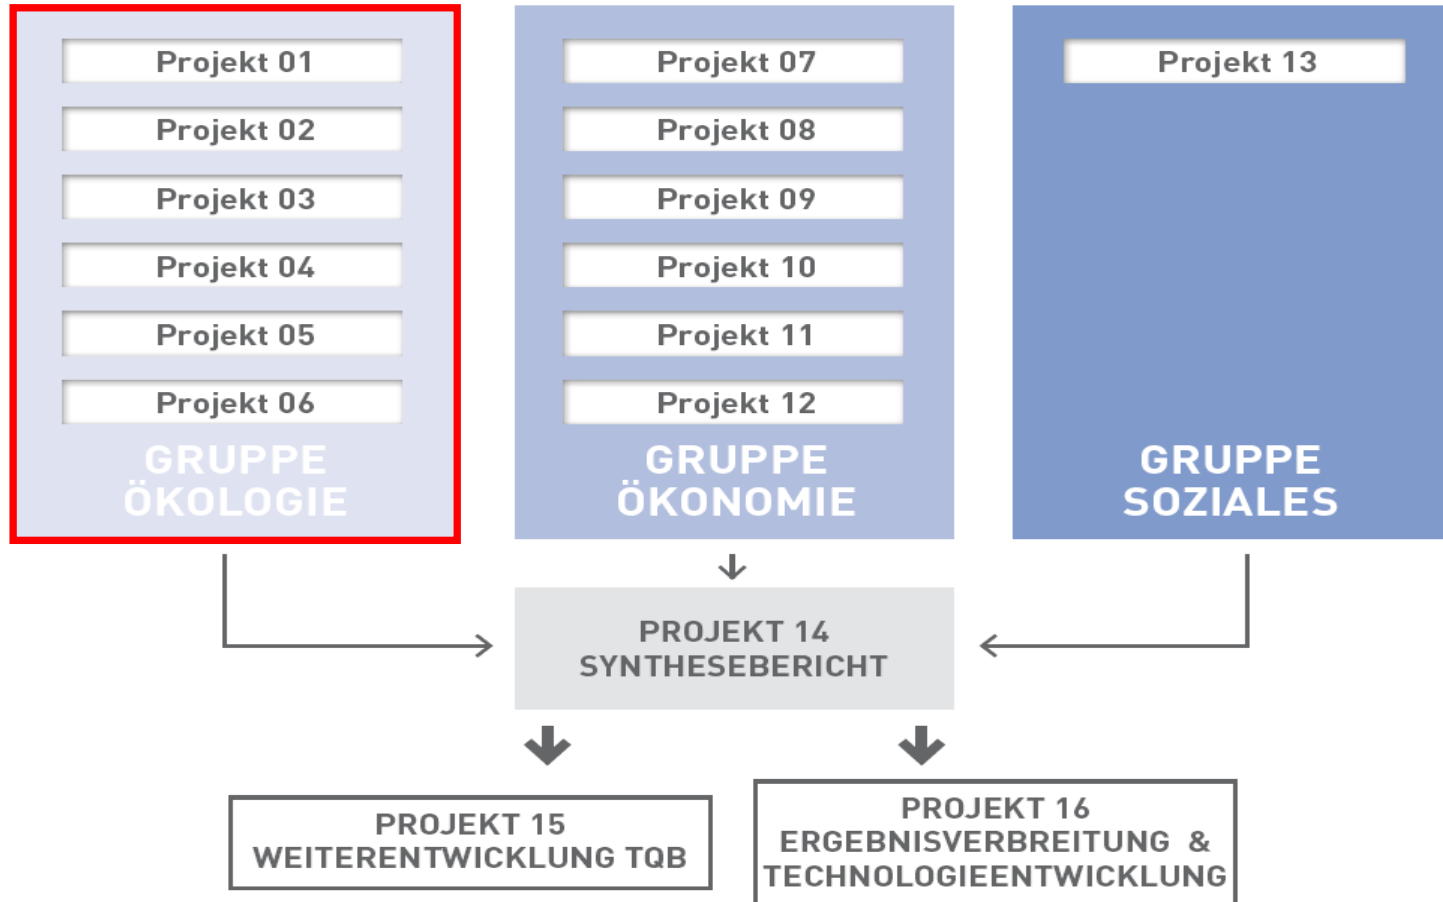 Projekt 01
Projekt 02
Projekt 03
Projekt 04
Projekt 05
Projekt 06
GRUPPE
ÖKOLOGIE
Projekt 07
Projekt 08
Projekt 09
Projekt 10
Projekt 11
Projekt 12
GRUPPE
ÖKONOMIE
Projekt 13
GRUPPE
SOZIALES
PROJEKT 14
SYNTHESEBERICHT
PROJEKT 15
WEITERENTWICKLUNG TQB
PROJEKT 16
ERGEBNISVERBREITUNG &
TECHNOLOGIEENTWICKLUNG